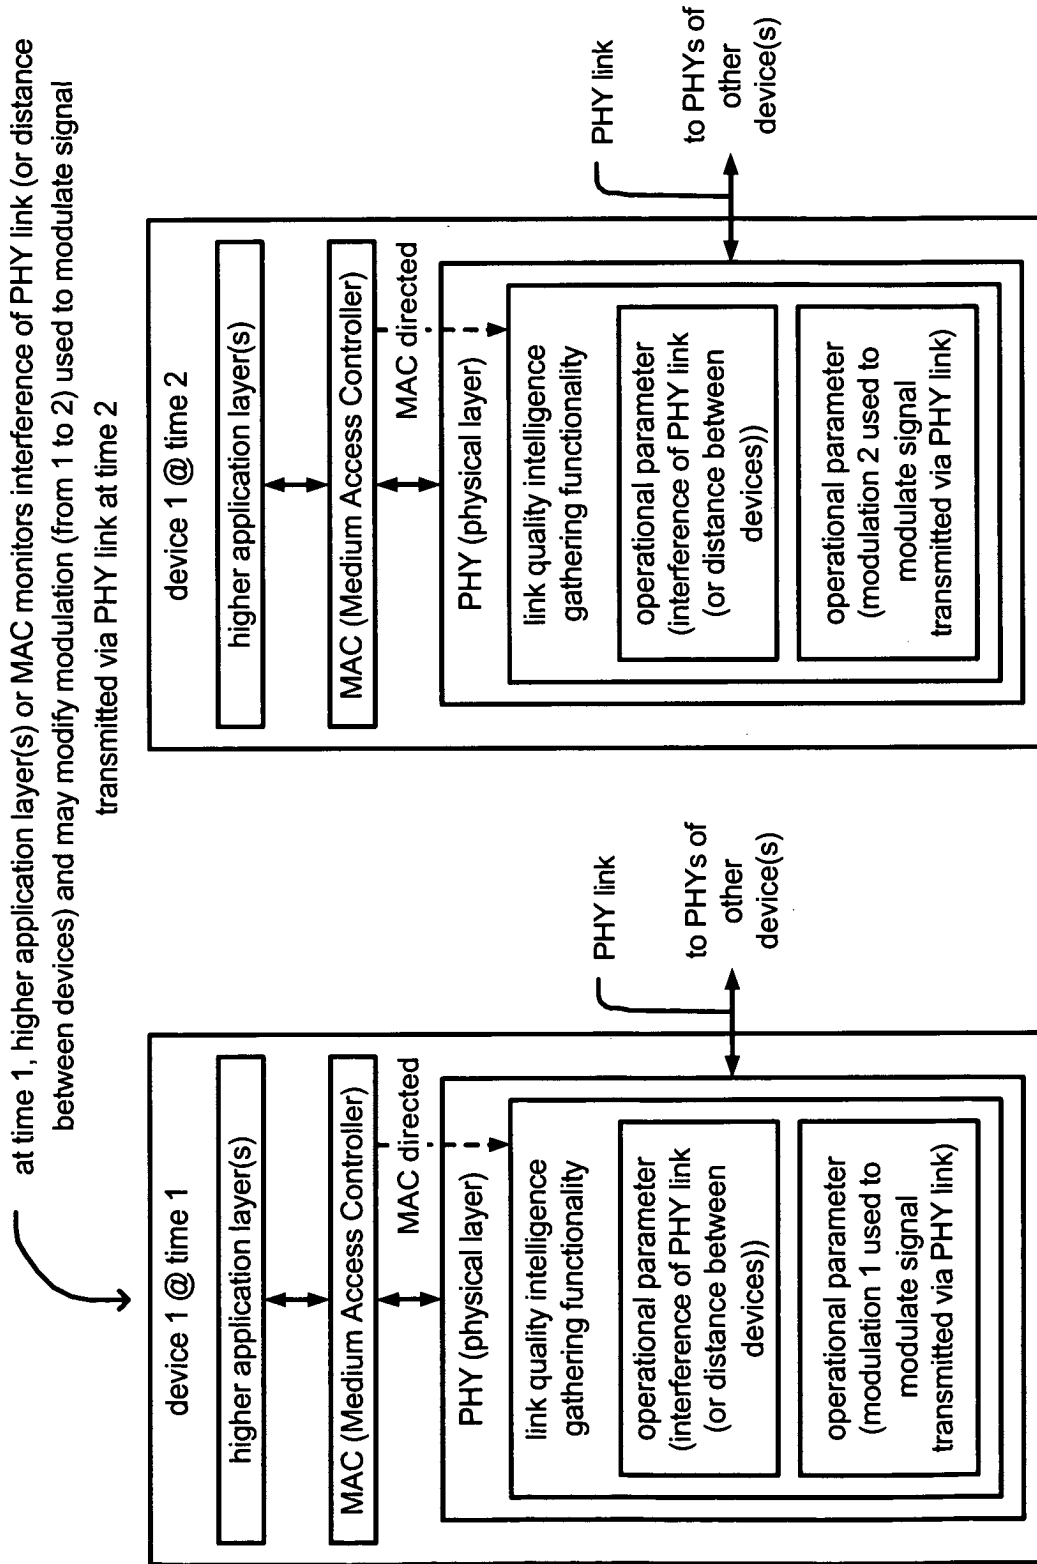 at time 1, higher application layer(s) or MAC monitors interference of PHY link (or distance
between devices) and may modify modulation (from 1 to 2) used to modulate signal
transmitted via PHY link at time 2
device 1 @ time 1
higher application layer(s)
MAC (Medium Access Controller)
MAC directed
PHY (physical layer)
link quality intelligence
gathering functionality
operational parameter
(interference of PHY link
(or distance between
devices))
operational parameter
(modulation 1 used to
modulate signal
transmitted via PHY link)
PHY link
to PHYs of
other
device(s)
device 1 @ time 2
higher application layer(s)
MAC (Medium Access Controller)
MAC directed
PHY (physical layer)
link quality intelligence
gathering functionality
operational parameter
(interference of PHY link
(or distance between
devices))
operational parameter
(modulation 2 used to
modulate signal
transmitted via PHY link)
PHY link
to PHYs of
other
device(s)